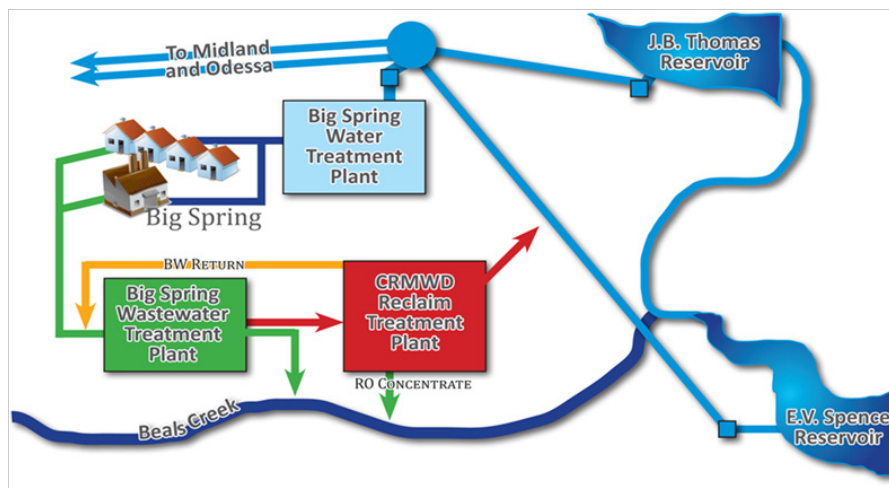 To Midland
and Odessa
J.B. Thomas
Reservoir
Big Spring
Water
Treatment
Plant
Big Spring
BW RETURN
Big Spring
Wastewater
Treatment
Plant
CRMWD
Reclaim
Treatment
Plant
RO CONCENTRATE
Beals Creek
E.V. Spence
Reservoir